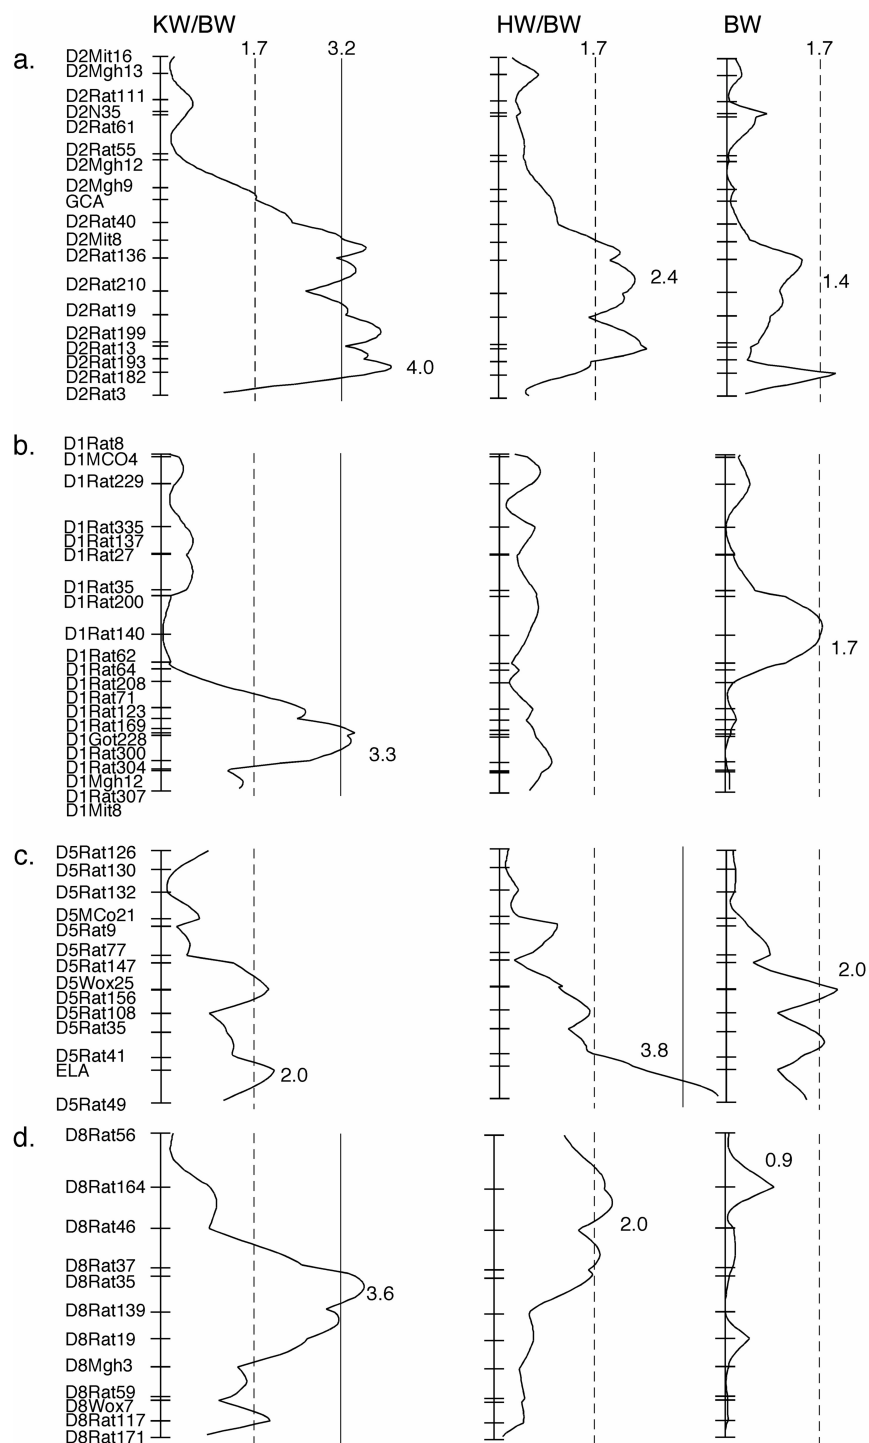 KW/BW HW/BW BW
1.7 3.2 1.7 1.7
a.
D2Mit16
D2Mgh13
D2Rat111
D2N35
D2Rat61
D2Rat55
D2Mgh12
D2Mgh9
GCA
D2Rat40
D2Mit8
D2Rat136
2.4 1.4
D2Rat210
D2Rat19
D2Rat199
D2Rat13
D2Rat193
4.0
D2Rat182
D2Rat3
b.
D1Rat8
D1MCO4
D1Rat229
D1Rat335
D1Rat137
D1Rat27
D1Rat35
D1Rat200
D1Rat140
1.7
D1Rat62
D1Rat64
D1Rat208
D1Rat71
D1Rat123
D1Rat169
D1Got228
D1Rat300
3.3
D1Rat304
D1Mgh12
D1Rat307
D1Mit8
c.
D5Rat126
D5Rat130
D5Rat132
D5MCo21
D5Rat9
D5Rat77
D5Rat147
2.0
D5Wox25
D5Rat156
D5Rat108
D5Rat35
3.8
D5Rat41
ELA
2.0
D5Rat49
d.
D8Rat56
0.9
D8Rat164
2.0
D8Rat46
D8Rat37
D8Rat35
3.6
D8Rat139
D8Rat19
D8Mgh3
D8Rat59
D8Wox7
D8Rat117
D8Rat171